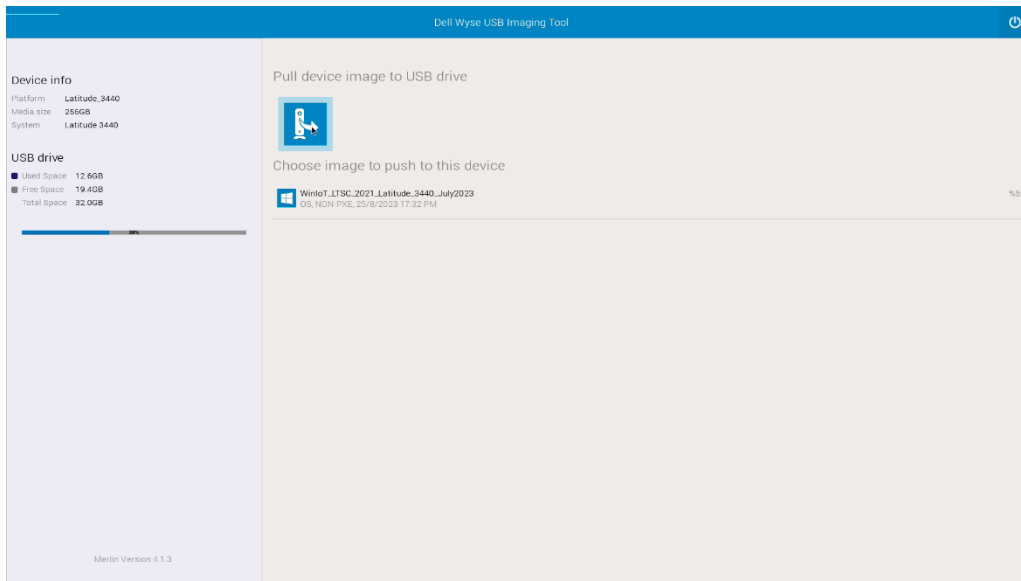 Dell Wyse USB Imaging Tool
Device info
Platform Latitude_3440
Media size 256GB
System Latitude 3440
USB drive
Used Space 12.6GB
Free Space 19.4GB
Total Space 32.0GB
39%
Merlin Version 4.1.3
Pull device image to USB drive
Choose image to push to this device
WinIoT_LTSC_2021_Latitude_3440_July2023
OS, NON-PXE, 25/8/2023 17:32 PM
%5